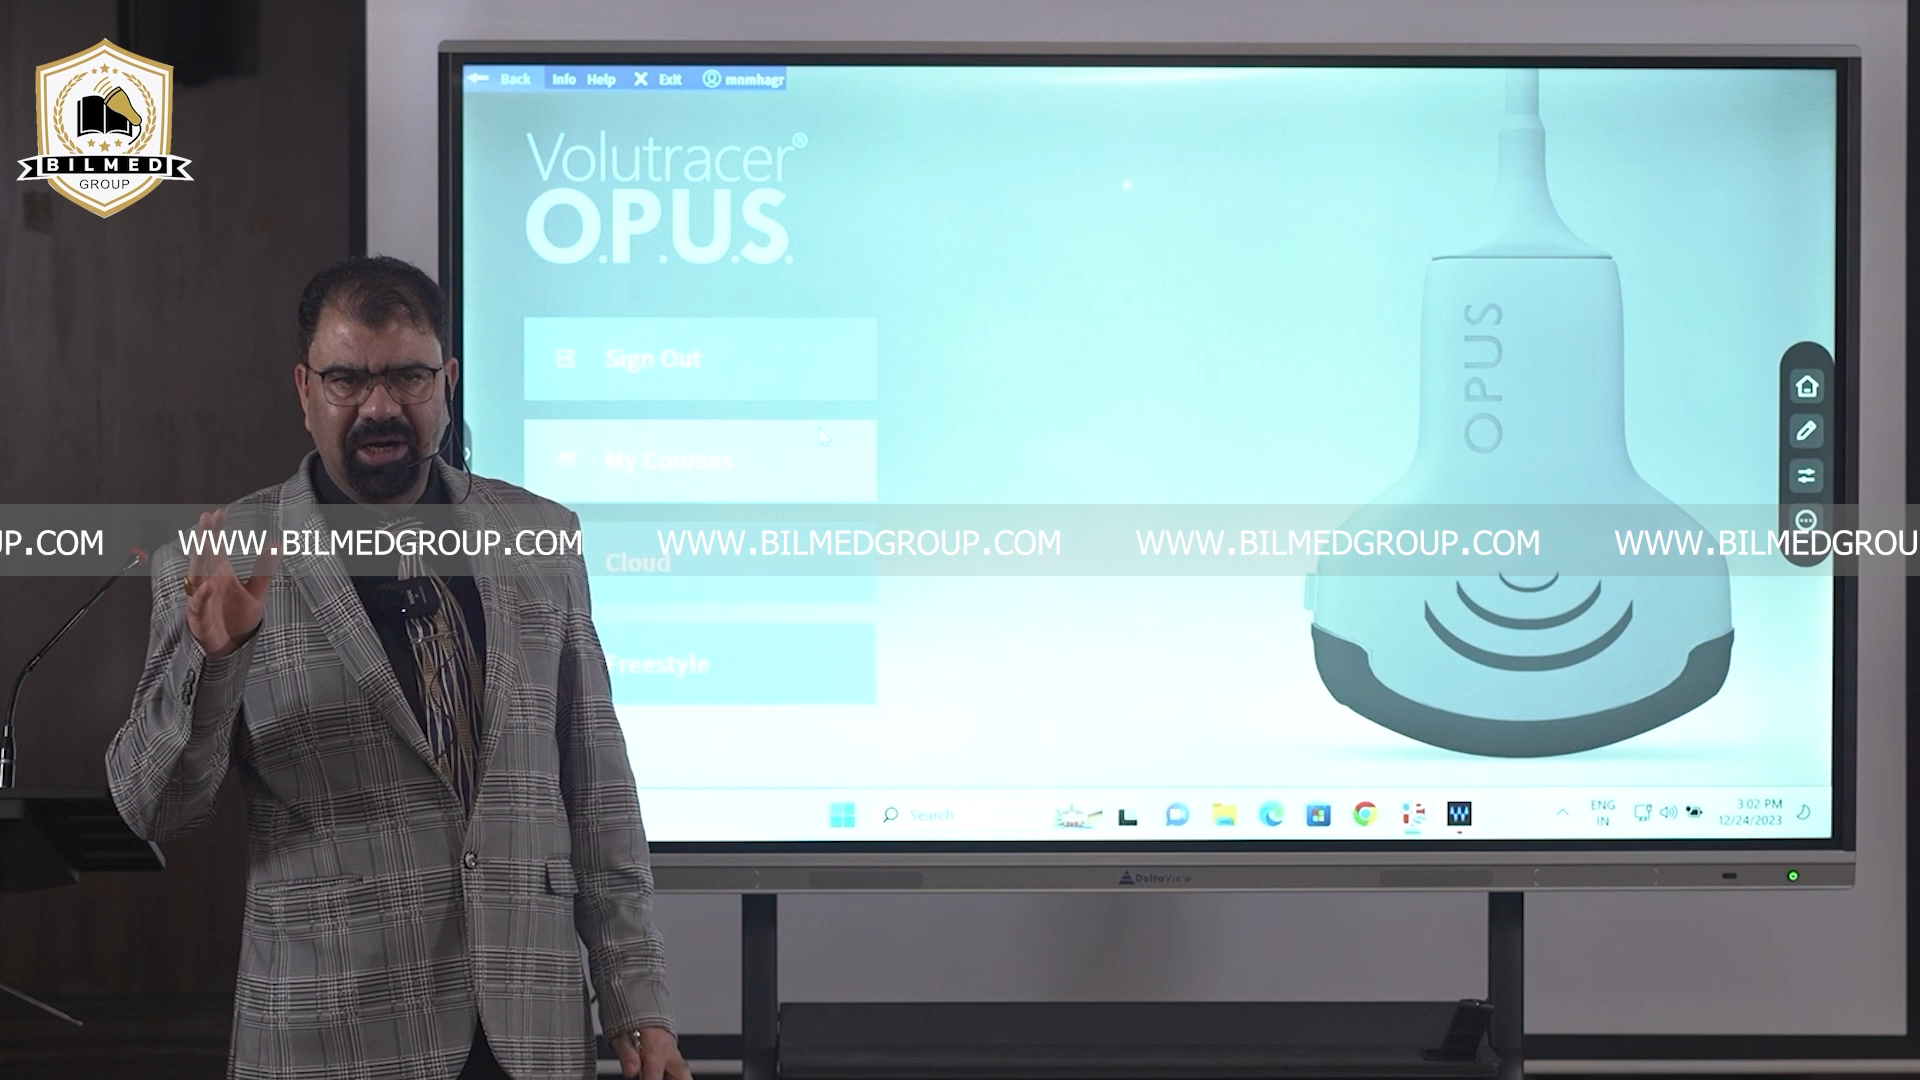 BILMED
GROUP
Back Info Help Exit mnmhagr
Volutracer®
O.P.U.S.
Sign Out
My Courses
Cloud
Freestyle
OPUS
UP.COM WWW.BILMEDGROUP.COM WWW.BILMEDGROUP.COM WWW.BILMEDGROUP.COM WWW.BILMEDGROU
Search
ENG
IN
3:02 PM
12/24/2023
DeltaView